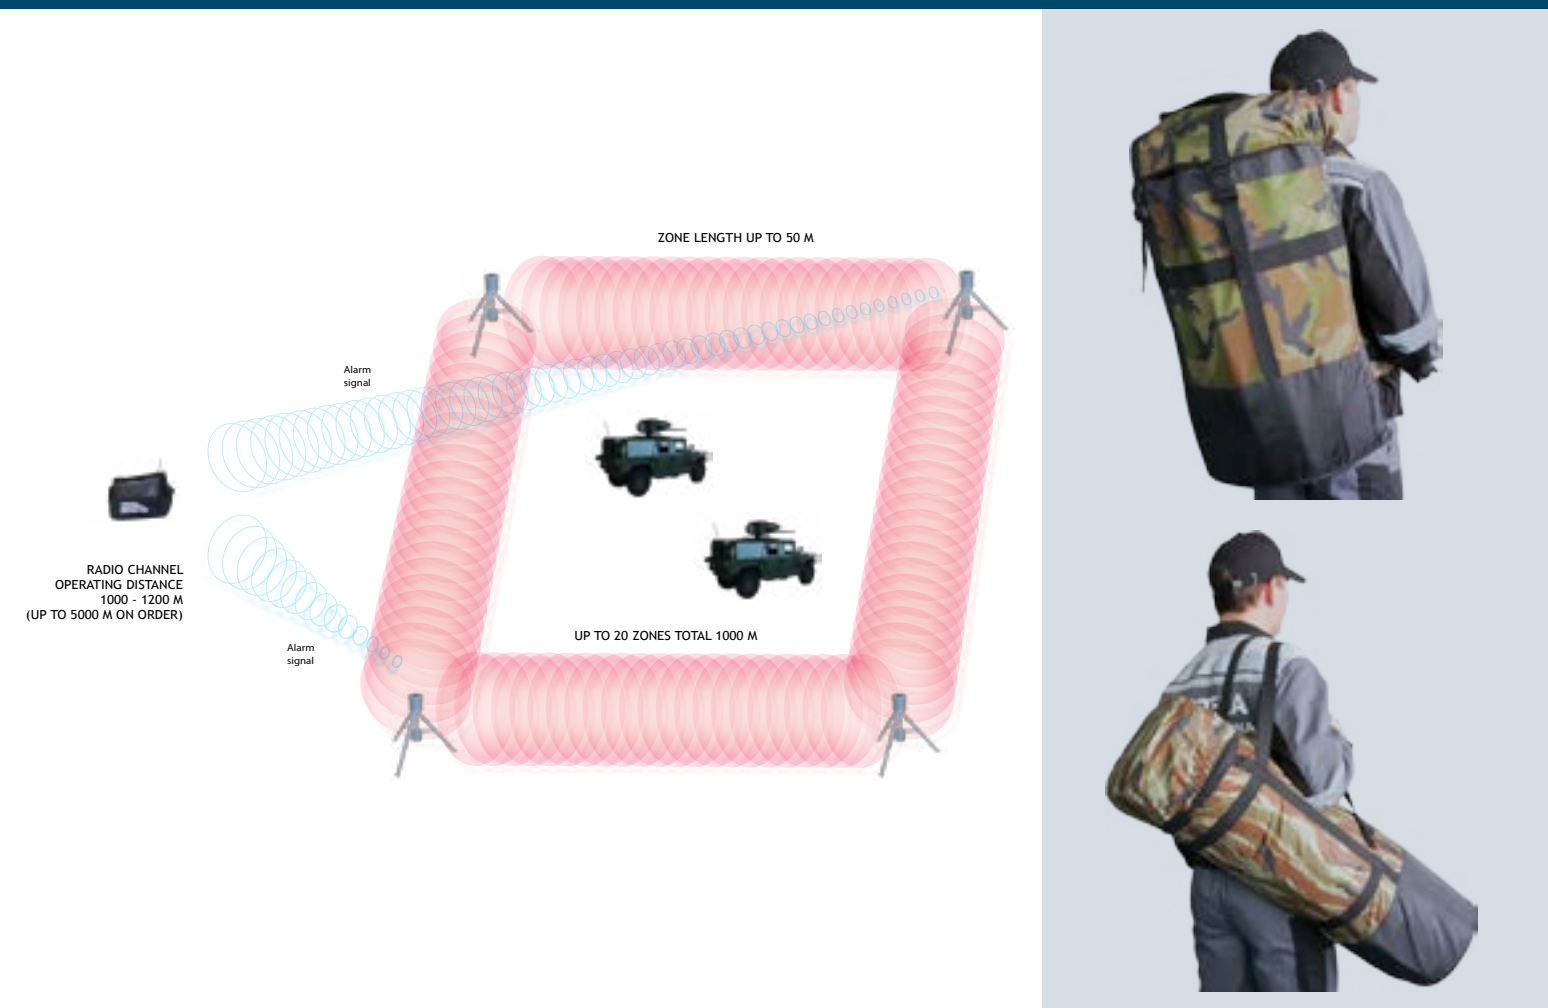 ZONE LENGTH UP TO 50 M
Alarm
signal
RADIO CHANNEL
OPERATING DISTANCE
1000 - 1200 M
(UP TO 5000 M ON ORDER)
UP TO 20 ZONES TOTAL 1000 M
Alarm
signal